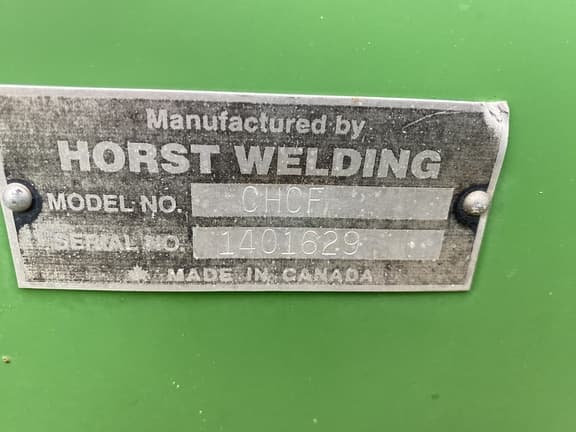 Manufactured by
HORST WELDING
MODEL NO. CHCF
SERIAL NO. 1401629
MADE IN CANADA